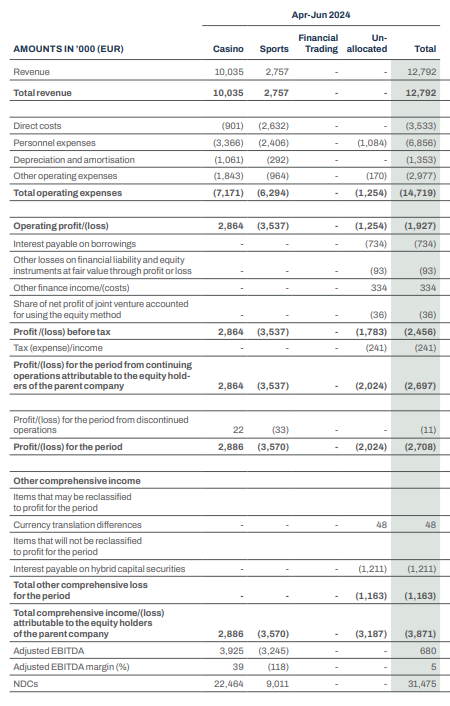 Apr-Jun 2024
AMOUNTS IN '000 (EUR) Casino Sports Financial Trading Un-allocated Total
Revenue 10,035 2,757 - - 12,792
Total revenue 10,035 2,757 - - 12,792
Direct costs (901) (2,632) - - (3,533)
Personnel expenses (3,366) (2,406) - (1,084) (6,856)
Depreciation and amortisation (1,061) (292) - - (1,353)
Other operating expenses (1,843) (964) - (170) (2,977)
Total operating expenses (7,171) (6,294) - (1,254) (14,719)
Operating profit/(loss) 2,864 (3,537) - (1,254) (1,927)
Interest payable on borrowings - - - (734) (734)
Other losses on financial liability and equity
instruments at fair value through profit or loss - - - (93) (93)
Other finance income/(costs) - - - 334 334
Share of net profit of joint venture accounted
for using the equity method - - - (36) (36)
Profit /(loss) before tax 2,864 (3,537) - (1,783) (2,456)
Tax (expense)/income - - - (241) (241)
Profit/(loss) for the period from continuing
operations attributable to the equity hold-
ers of the parent company 2,864 (3,537) - (2,024) (2,697)
Profit/(loss) for the period from discontinued
operations 22 (33) - - (11)
Profit/(loss) for the period 2,886 (3,570) - (2,024) (2,708)
Other comprehensive income
Items that may be reclassified
to profit for the period
Currency translation differences - - - 48 48
Items that will not be reclassified
to profit for the period
Interest payable on hybrid capital securities - - - (1,211) (1,211)
Total other comprehensive loss
for the period - - - (1,163) (1,163)
Total comprehensive income/(loss)
attributable to the equity holders
of the parent company 2,886 (3,570) - (3,187) (3,871)
Adjusted EBITDA 3,925 (3,245) - - 680
Adjusted EBITDA margin (%) 39 (118) - - 5
NDCs 22,464 9,011 - - 31,475